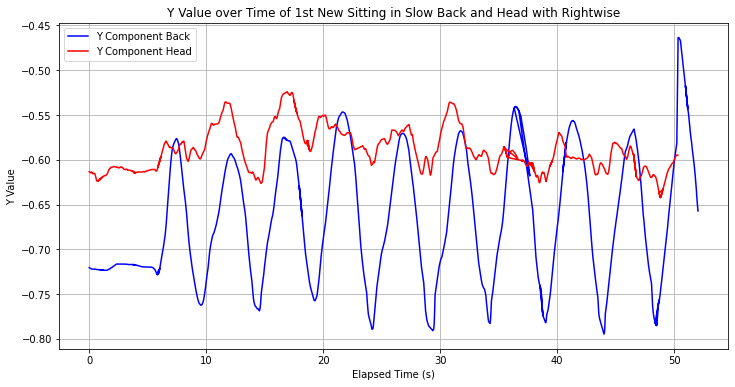 Y Value over Time of 1st New Sitting in Slow Back and Head with Rightwise
Y Component Back
Y Component Head
Y Value
−0.45
−0.50
−0.55
−0.60
−0.65
−0.70
−0.75
−0.80
0 10 20 30 40 50
Elapsed Time (s)